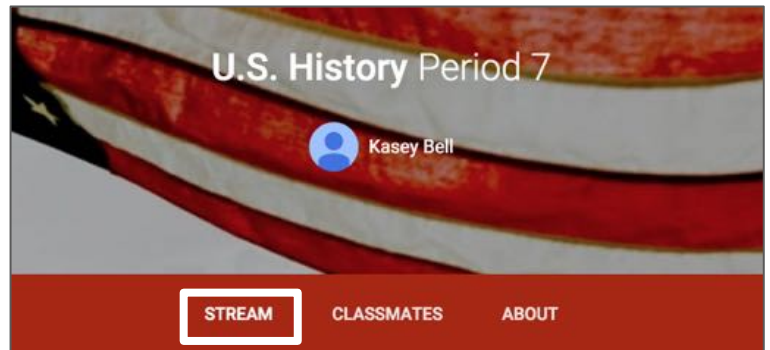 U.S. History Period 7
Kasey Bell
STREAM CLASSMATES ABOUT